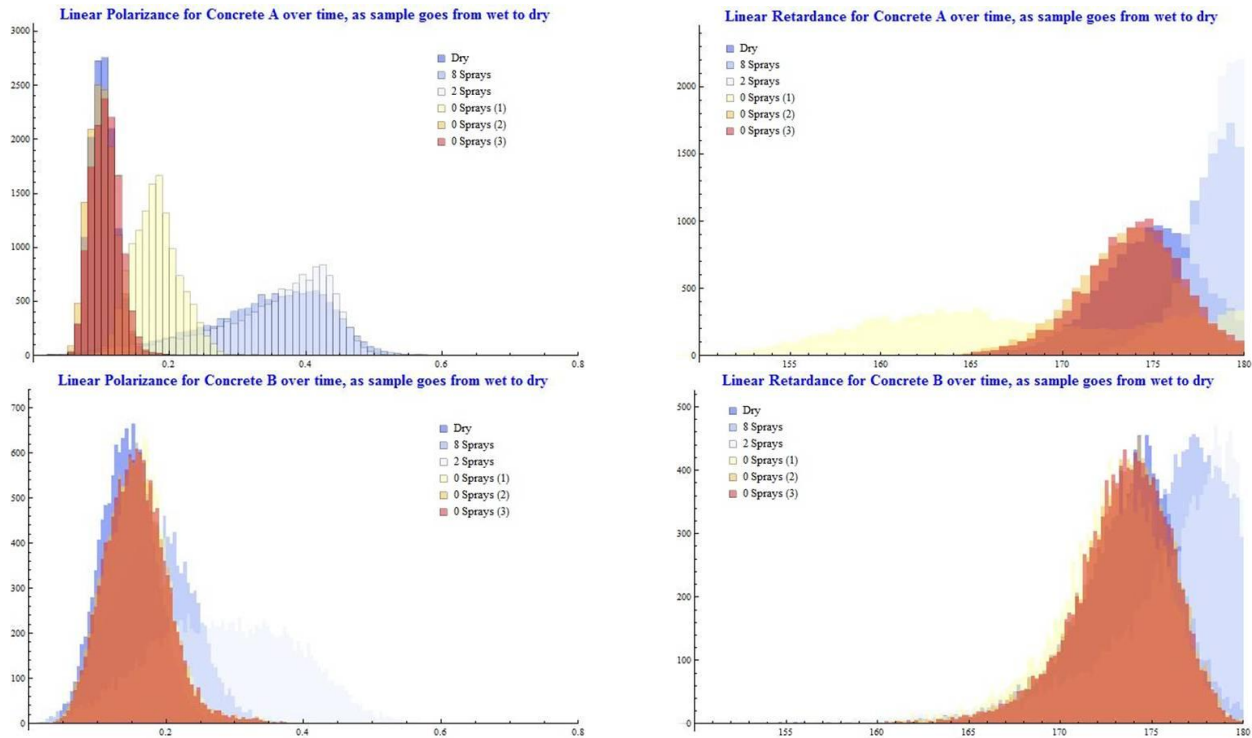 Linear Polarizance for Concrete A over time, as sample goes from wet to dry
3000
2500
2000
1500
1000
500
0
0.2
0.4
0.6
0.8
Dry
8 Sprays
2 Sprays
0 Sprays (1)
0 Sprays (2)
0 Sprays (3)
Linear Retardance for Concrete A over time, as sample goes from wet to dry
2000
1500
1000
500
0
155
160
165
170
175
180
Dry
8 Sprays
2 Sprays
0 Sprays (1)
0 Sprays (2)
0 Sprays (3)
Linear Polarizance for Concrete B over time, as sample goes from wet to dry
700
600
500
400
300
200
100
0
0.2
0.4
0.6
0.8
Dry
8 Sprays
2 Sprays
0 Sprays (1)
0 Sprays (2)
0 Sprays (3)
Linear Retardance for Concrete B over time, as sample goes from wet to dry
500
400
300
200
100
0
155
160
165
170
175
180
Dry
8 Sprays
2 Sprays
0 Sprays (1)
0 Sprays (2)
0 Sprays (3)